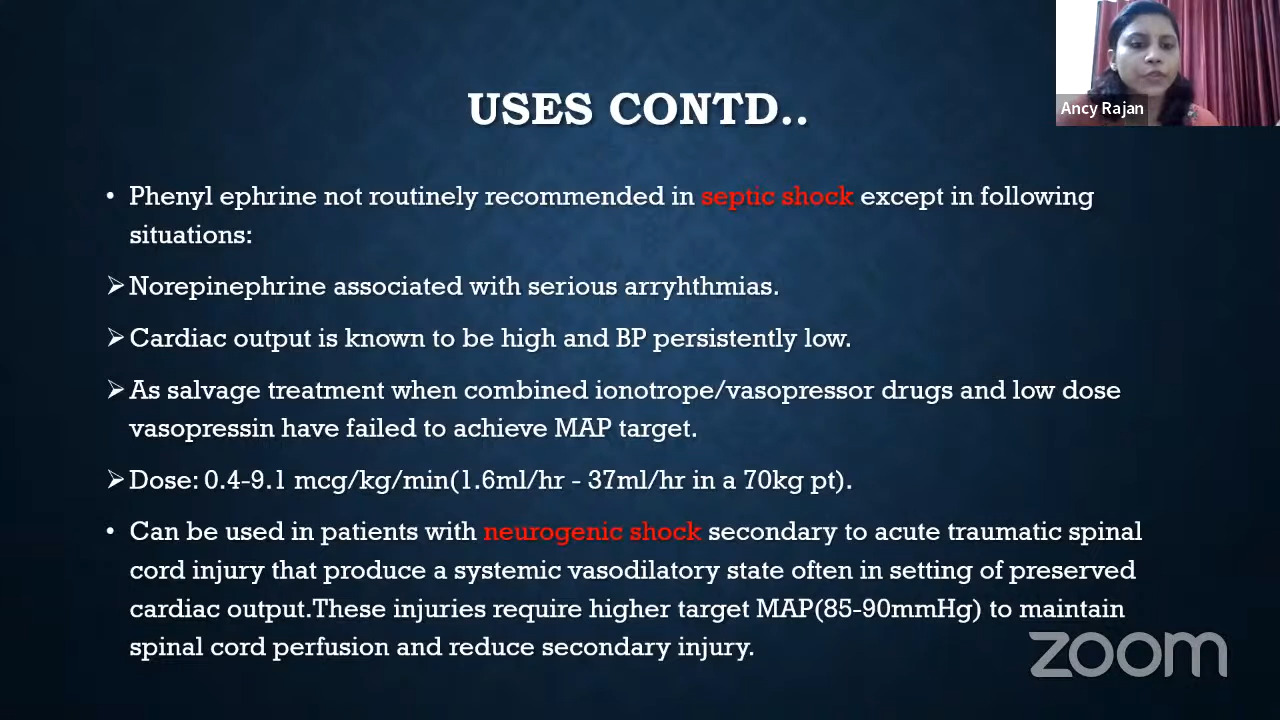 USES CONTD..
Ancy Rajan
• Phenyl ephrine not routinely recommended in septic shock except in following
situations:
➢Norepinephrine associated with serious arryhthmias.
➢Cardiac output is known to be high and BP persistently low.
➢As salvage treatment when combined ionotrope/vasopressor drugs and low dose
vasopressin have failed to achieve MAP target.
➢Dose: 0.4-9.1 mcg/kg/min(1.6ml/hr - 37ml/hr in a 70kg pt).
• Can be used in patients with neurogenic shock secondary to acute traumatic spinal
cord injury that produce a systemic vasodilatory state often in setting of preserved
cardiac output.These injuries require higher target MAP(85-90mmHg) to maintain
spinal cord perfusion and reduce secondary injury.
zoom